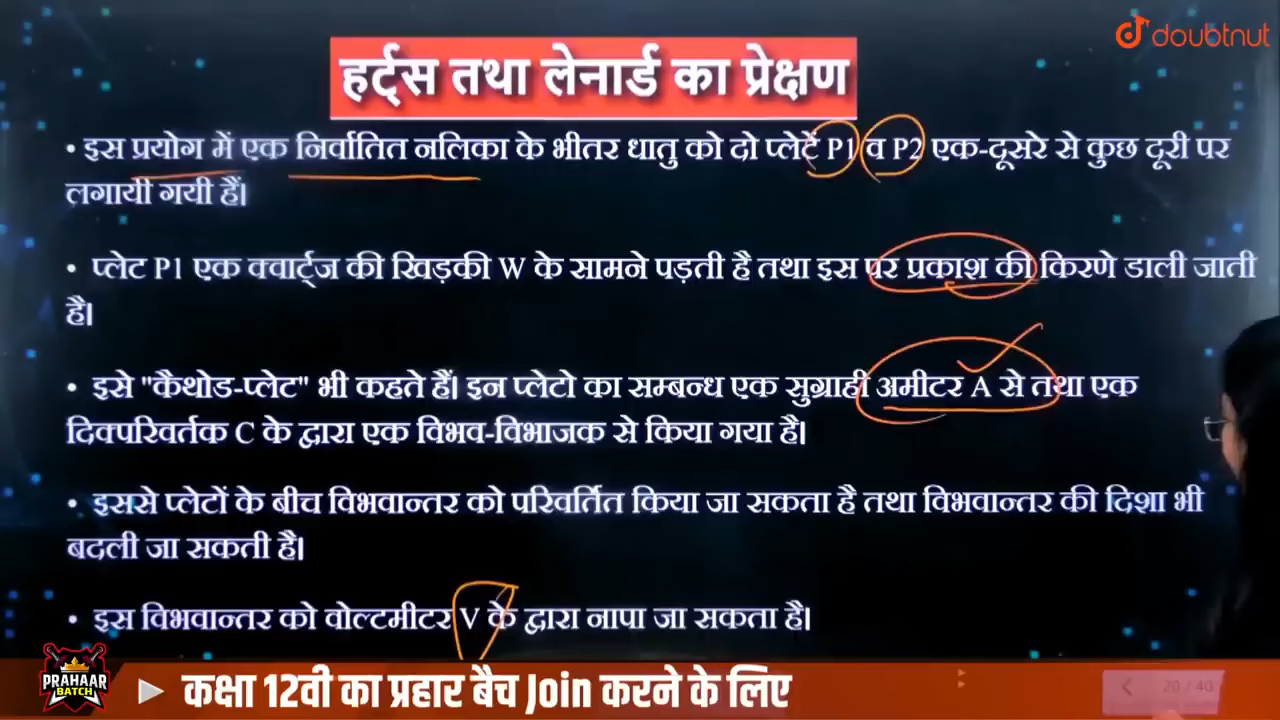 doubtnut
हर्ट्स तथा लेनार्ड का प्रेक्षण
• इस प्रयोग में एक निर्वातित नलिका के भीतर धातु को दो प्लेटें P1 व P2 एक-दूसरे से कुछ दूरी पर
लगायी गयी हैं।
• प्लेट P1 एक क्वार्ट्ज की खिड़की W के सामने पड़ती है तथा इस पर प्रकाश की किरणे डाली जाती
है।
• इसे "कैथोड-प्लेट" भी कहते हैं। इन प्लेटो का सम्बन्ध एक सुग्राही अमीटर A से तथा एक
दिक्परिवर्तक C के द्वारा एक विभव-विभाजक से किया गया है।
• इससे प्लेटों के बीच विभवान्तर को परिवर्तित किया जा सकता है तथा विभवान्तर की दिशा भी
बदली जा सकती है।
• इस विभवान्तर को वोल्टमीटर V के द्वारा नापा जा सकता है।
PRAHAAR
BATCH
कक्षा 12वी का प्रहार बैच Join करने के लिए
20 / 40